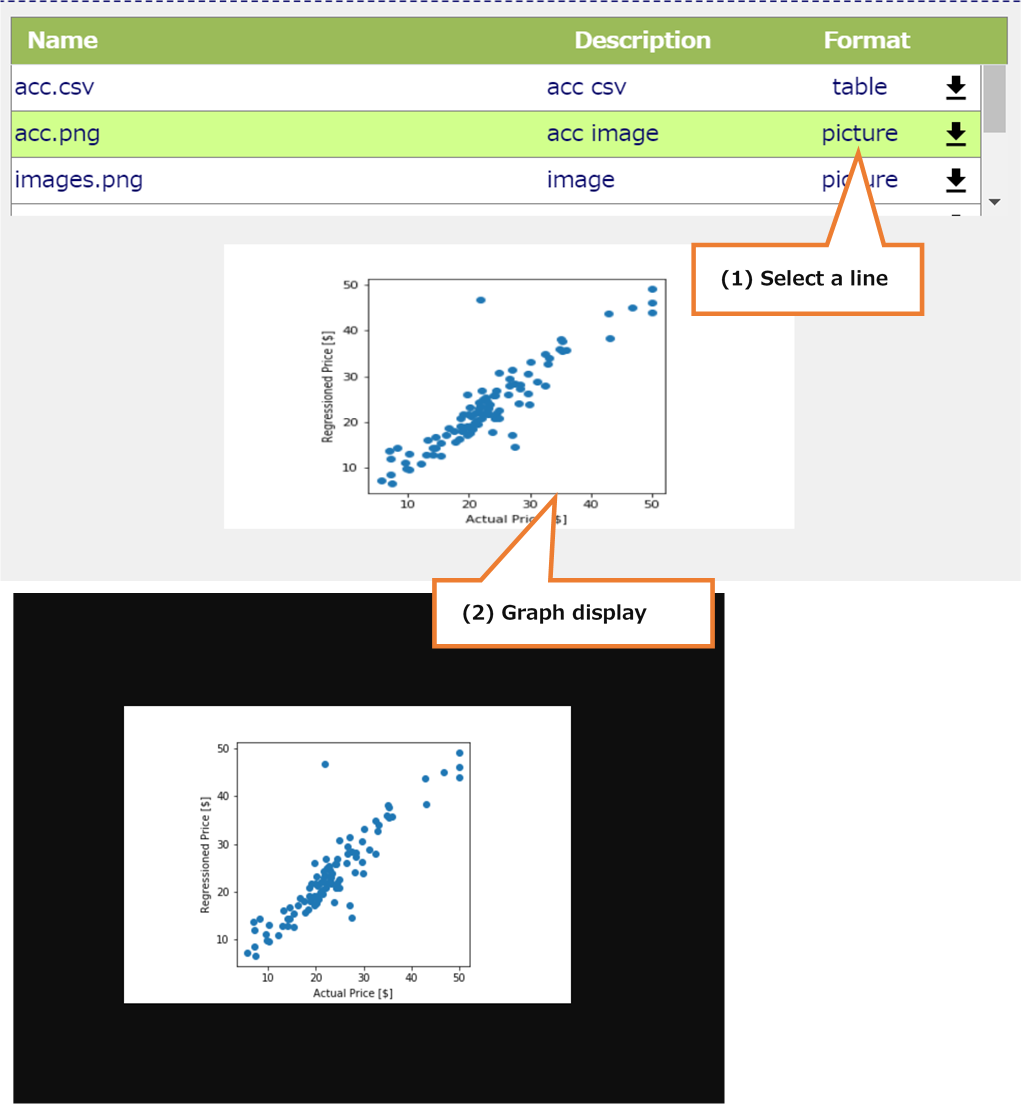 Name Description Format
acc.csv acc csv table
acc.png acc image picture
images.png image picture
(1) Select a line
50
40
30
20
10
Regressioned Price [$]
10 20 30 40 50
Actual Price [$]
(2) Graph display
50
40
30
20
10
Regressioned Price [$]
10 20 30 40 50
Actual Price [$]